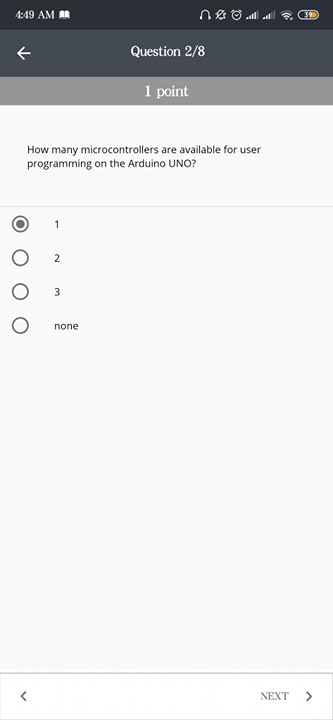 4:49 AM
39
Question 2/8
1 point
How many microcontrollers are available for user
programming on the Arduino UNO?
1
2
3
none
NEXT